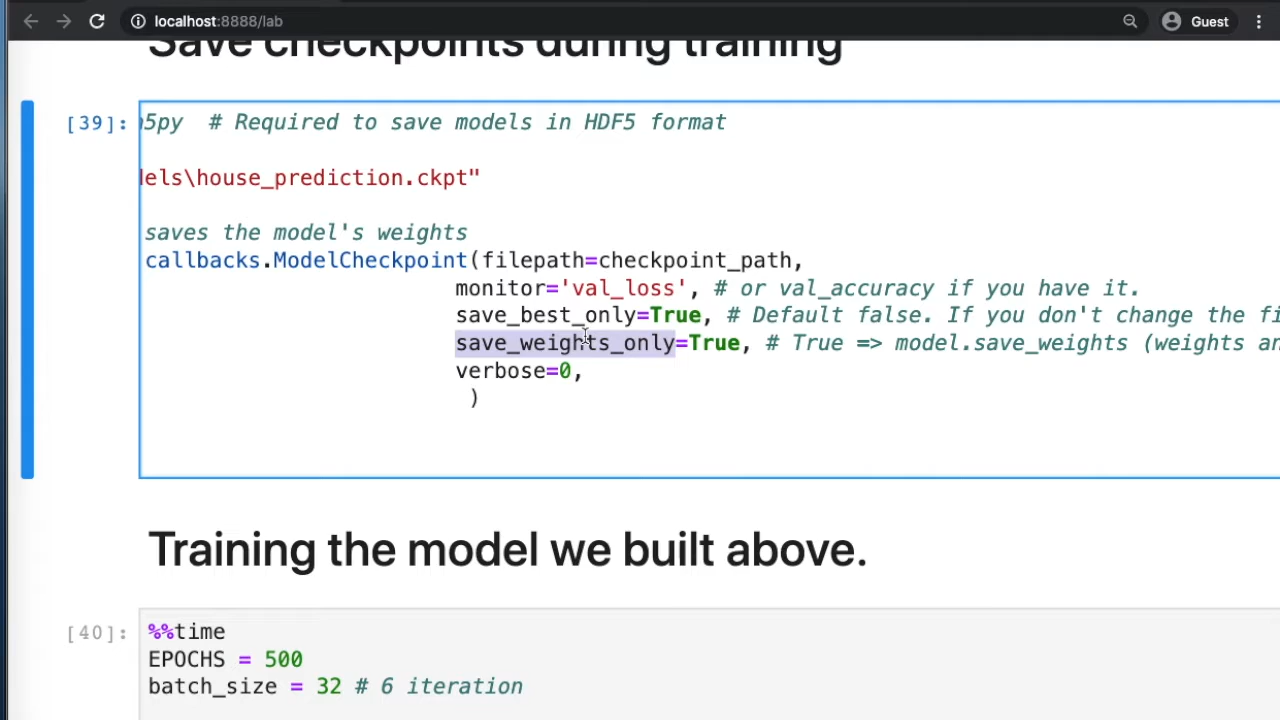 localhost:8888/lab
Guest
Save checkpoints during training
[39]:
5py # Required to save models in HDF5 format
dels\house_prediction.ckpt"
saves the model's weights
callbacks.ModelCheckpoint(filepath=checkpoint_path,
monitor='val_loss', # or val_accuracy if you have it.
save_best_only=True, # Default false. If you don't change the fi
save_weights_only=True, # True => model.save_weights (weights an
verbose=0,
)
Training the model we built above.
[40]:
%%time
EPOCHS = 500
batch_size = 32 # 6 iteration